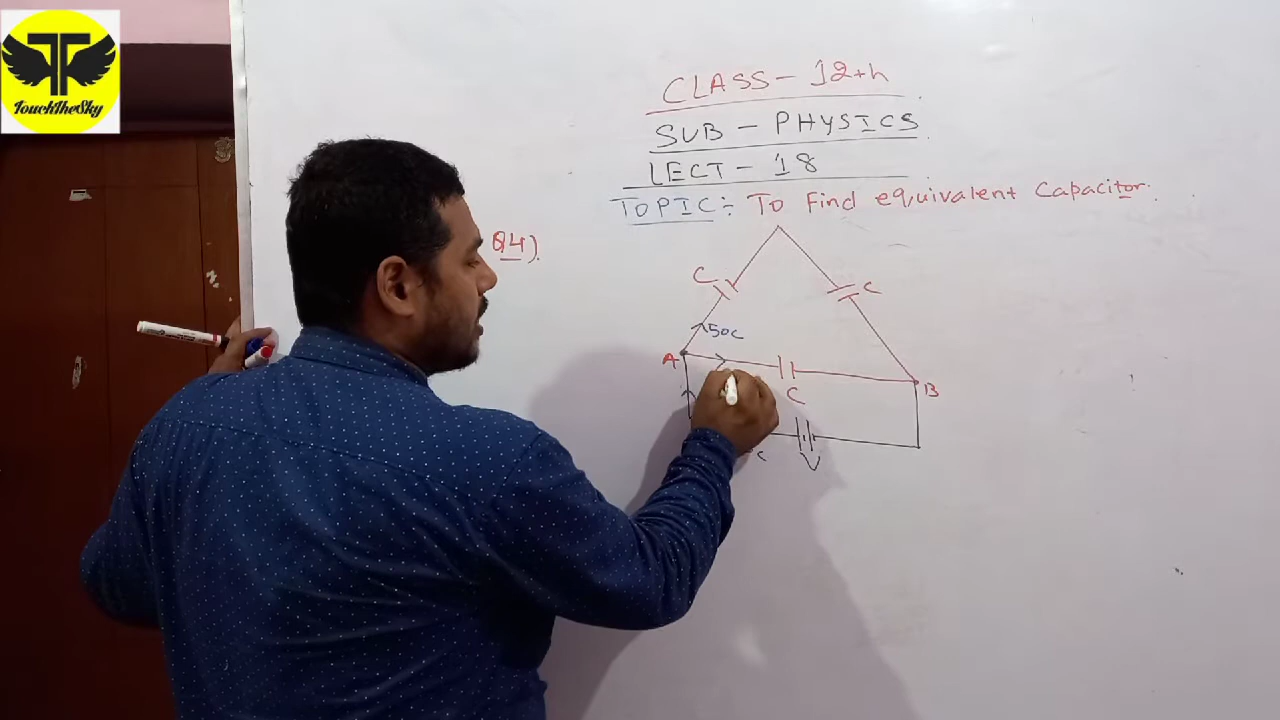 TouchTheSky
CLASS - 12th
SUB - PHYSICS
LECT - 18
TOPIC :- To Find equivalent Capacitor.
Q4).
C
C
50C
A
C
B
C
V